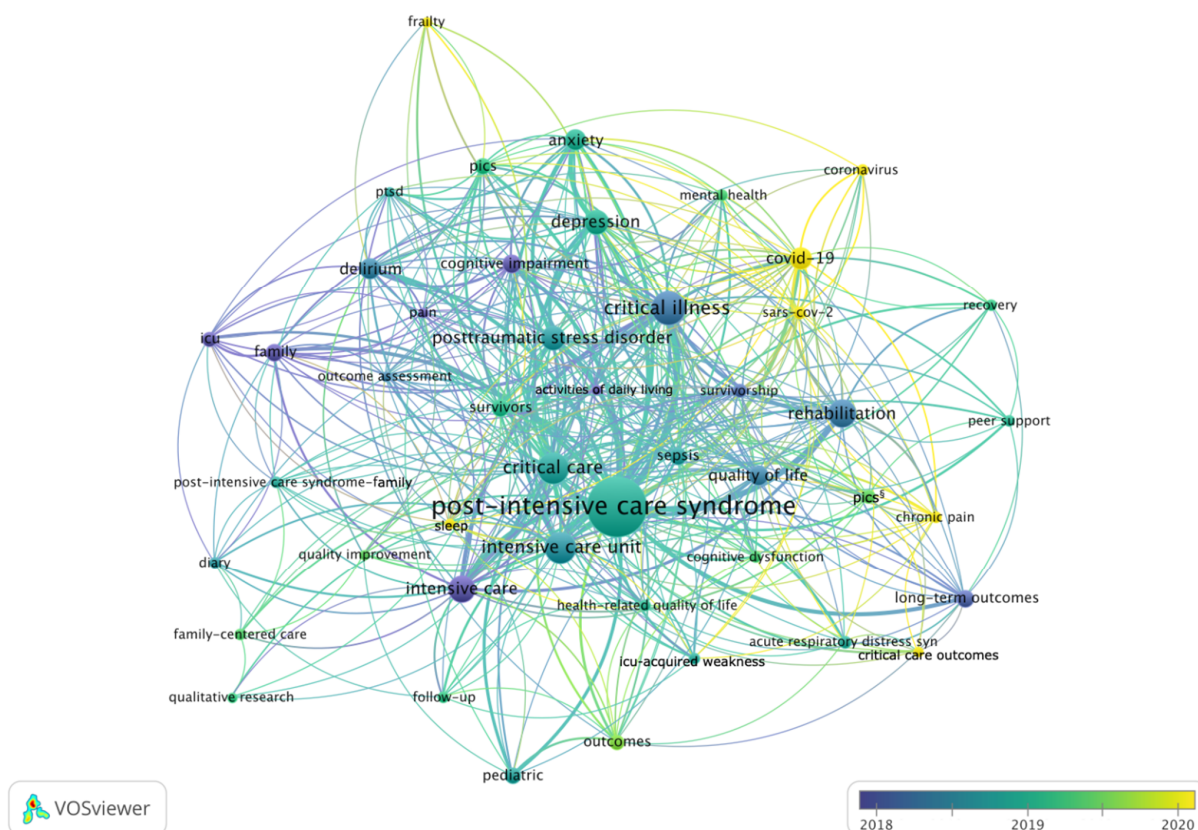 frailty
anxiety
pics
coronavirus
ptsd
mental health
depression
covid-19
cognitive impairment
delirium
recovery
critical illness
pain
sars-cov-2
icu
posttraumatic stress disorder
family
outcome assessment
activities of daily living
survivorship
survivors
rehabilitation
peer support
sepsis
critical care
quality of life
post-intensive care syndrome-family
pics§
post-intensive care syndrome
chronic pain
sleep
intensive care unit
quality improvement
cognitive dysfunction
diary
intensive care
long-term outcomes
health-related quality of life
family-centered care
acute respiratory distress syn
critical care outcomes
icu-acquired weakness
qualitative research
follow-up
outcomes
pediatric
VOSviewer
2018 2019 2020